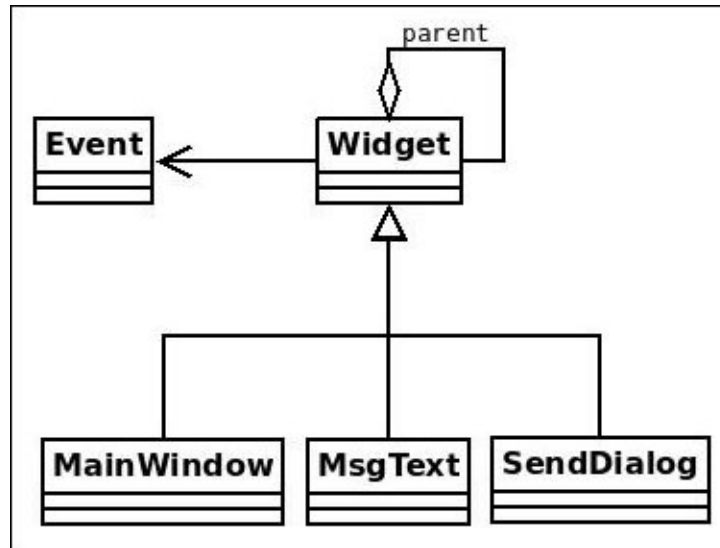 parent
Event
Widget
MainWindow
MsgText
SendDialog